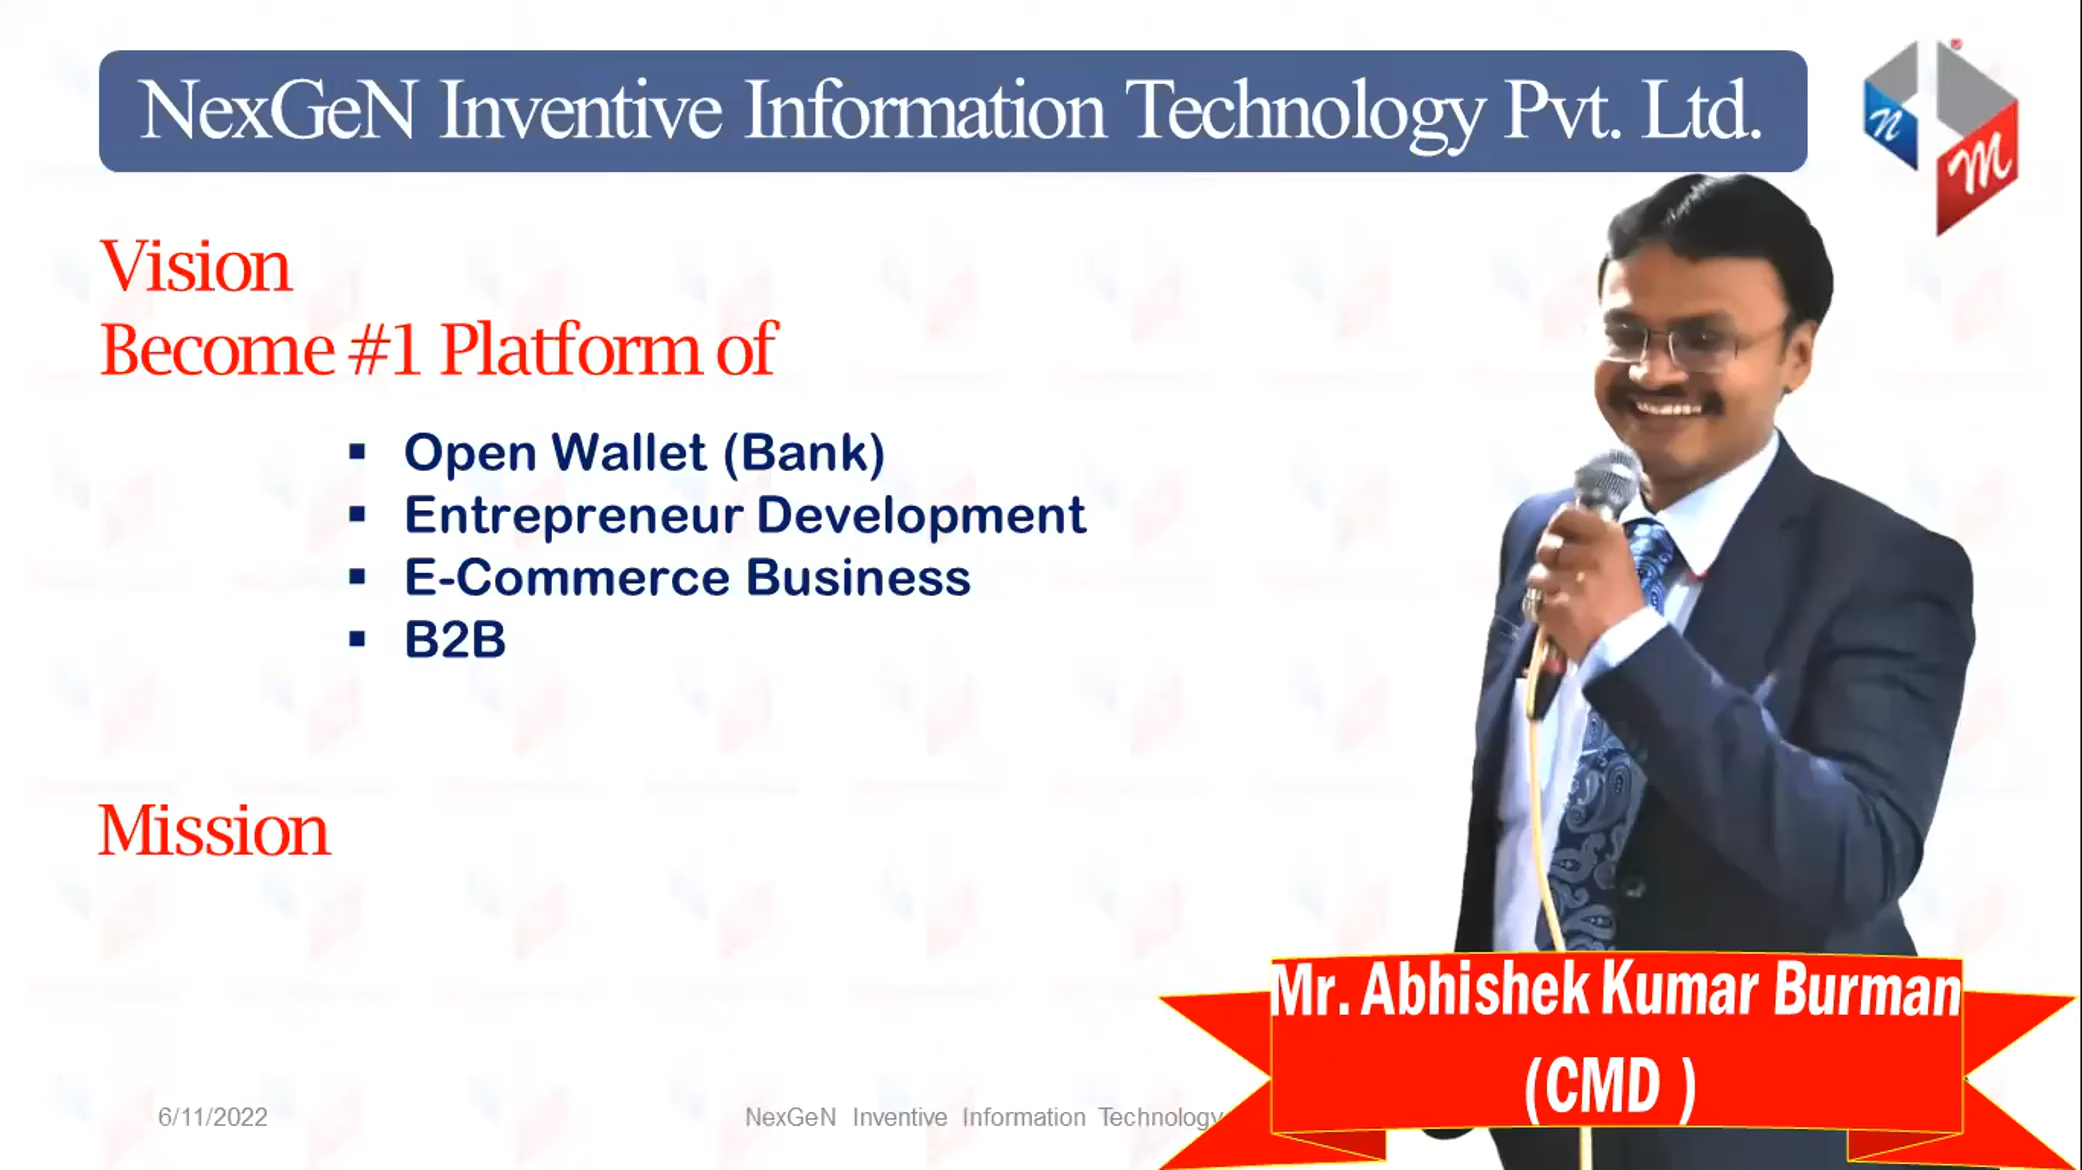 NexGeN Inventive Information Technology Pvt. Ltd.
n
M
Vision
Become #1 Platform of
▪ Open Wallet (Bank)
▪ Entrepreneur Development
▪ E-Commerce Business
▪ B2B
Mission
Mr. Abhishek Kumar Burman
(CMD )
6/11/2022
NexGeN Inventive Information Technology